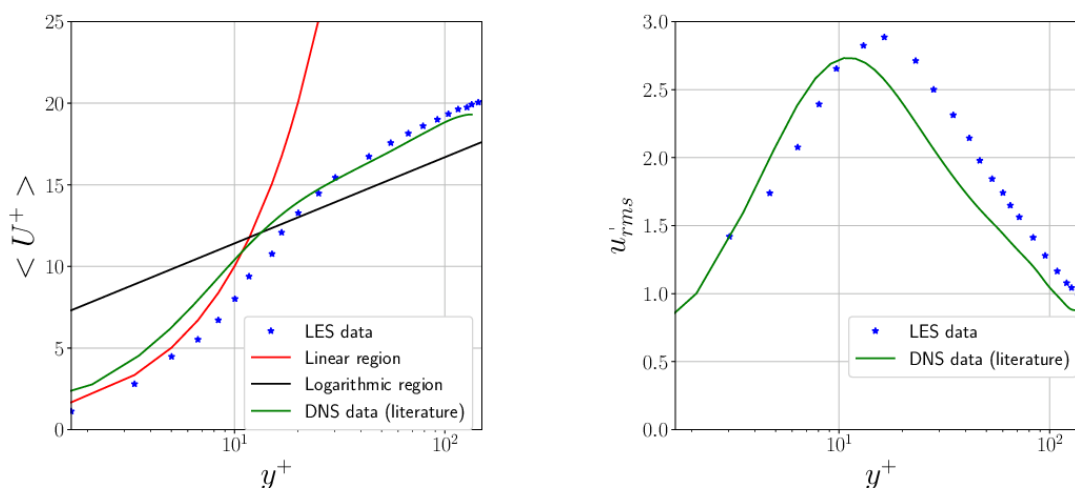 25
20
15
10
5
0
< U⁺ >
10¹
10²
y⁺
LES data
Linear region
Logarithmic region
DNS data (literature)
3.0
2.5
2.0
1.5
1.0
0.5
0.0
u'rms
10¹
10²
y⁺
LES data
DNS data (literature)